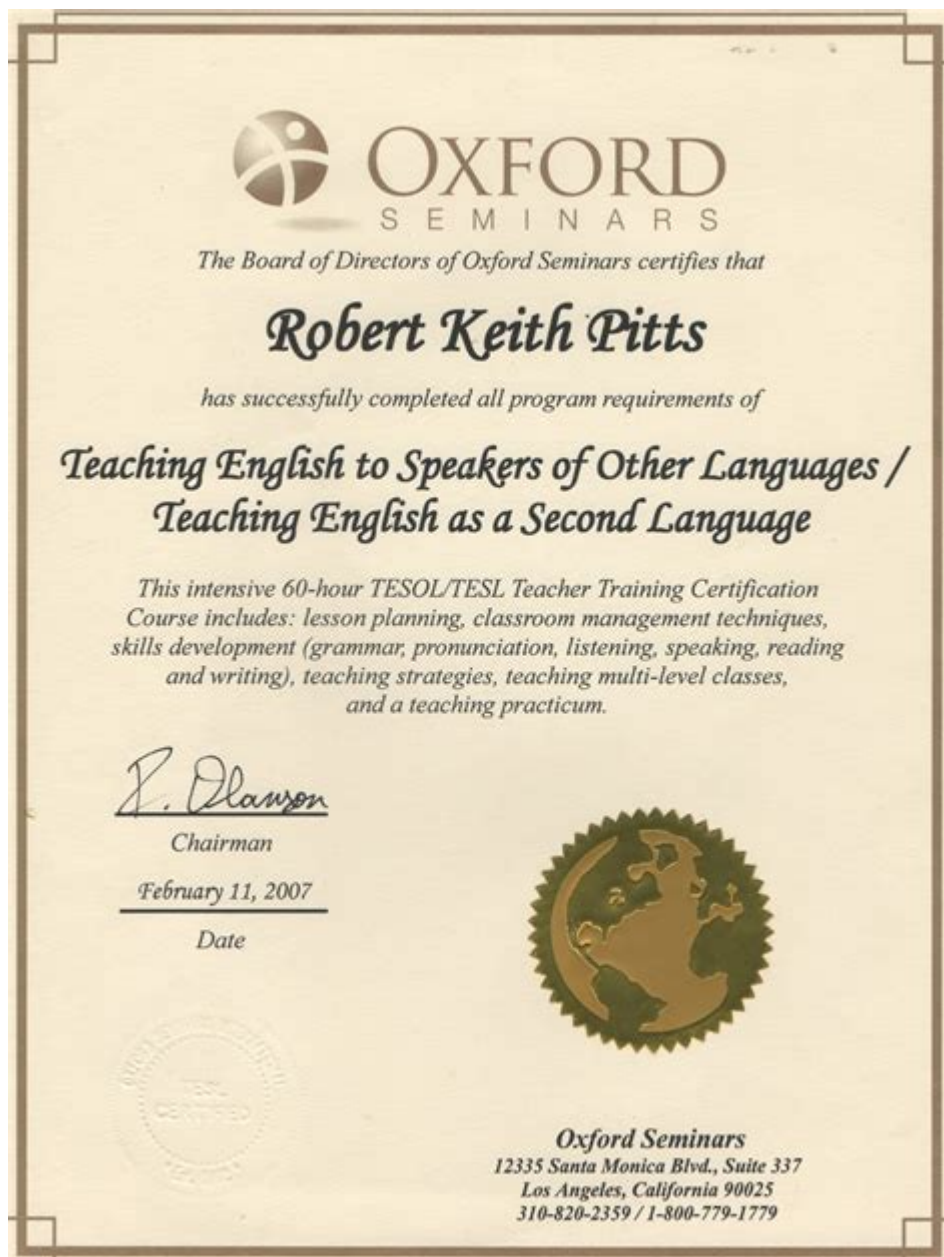 OXFORD
SEMINARS
The Board of Directors of Oxford Seminars certifies that
Robert Keith Pitts
has successfully completed all program requirements of
Teaching English to Speakers of Other Languages /
Teaching English as a Second Language
This intensive 60-hour TESOL/TESL Teacher Training Certification
Course includes: lesson planning, classroom management techniques,
skills development (grammar, pronunciation, listening, speaking, reading
and writing), teaching strategies, teaching multi-level classes,
and a teaching practicum.
R. Olanson
Chairman
February 11, 2007
Date
TESL
CERTIFIED
Oxford Seminars
12335 Santa Monica Blvd., Suite 337
Los Angeles, California 90025
310-820-2359 / 1-800-779-1779